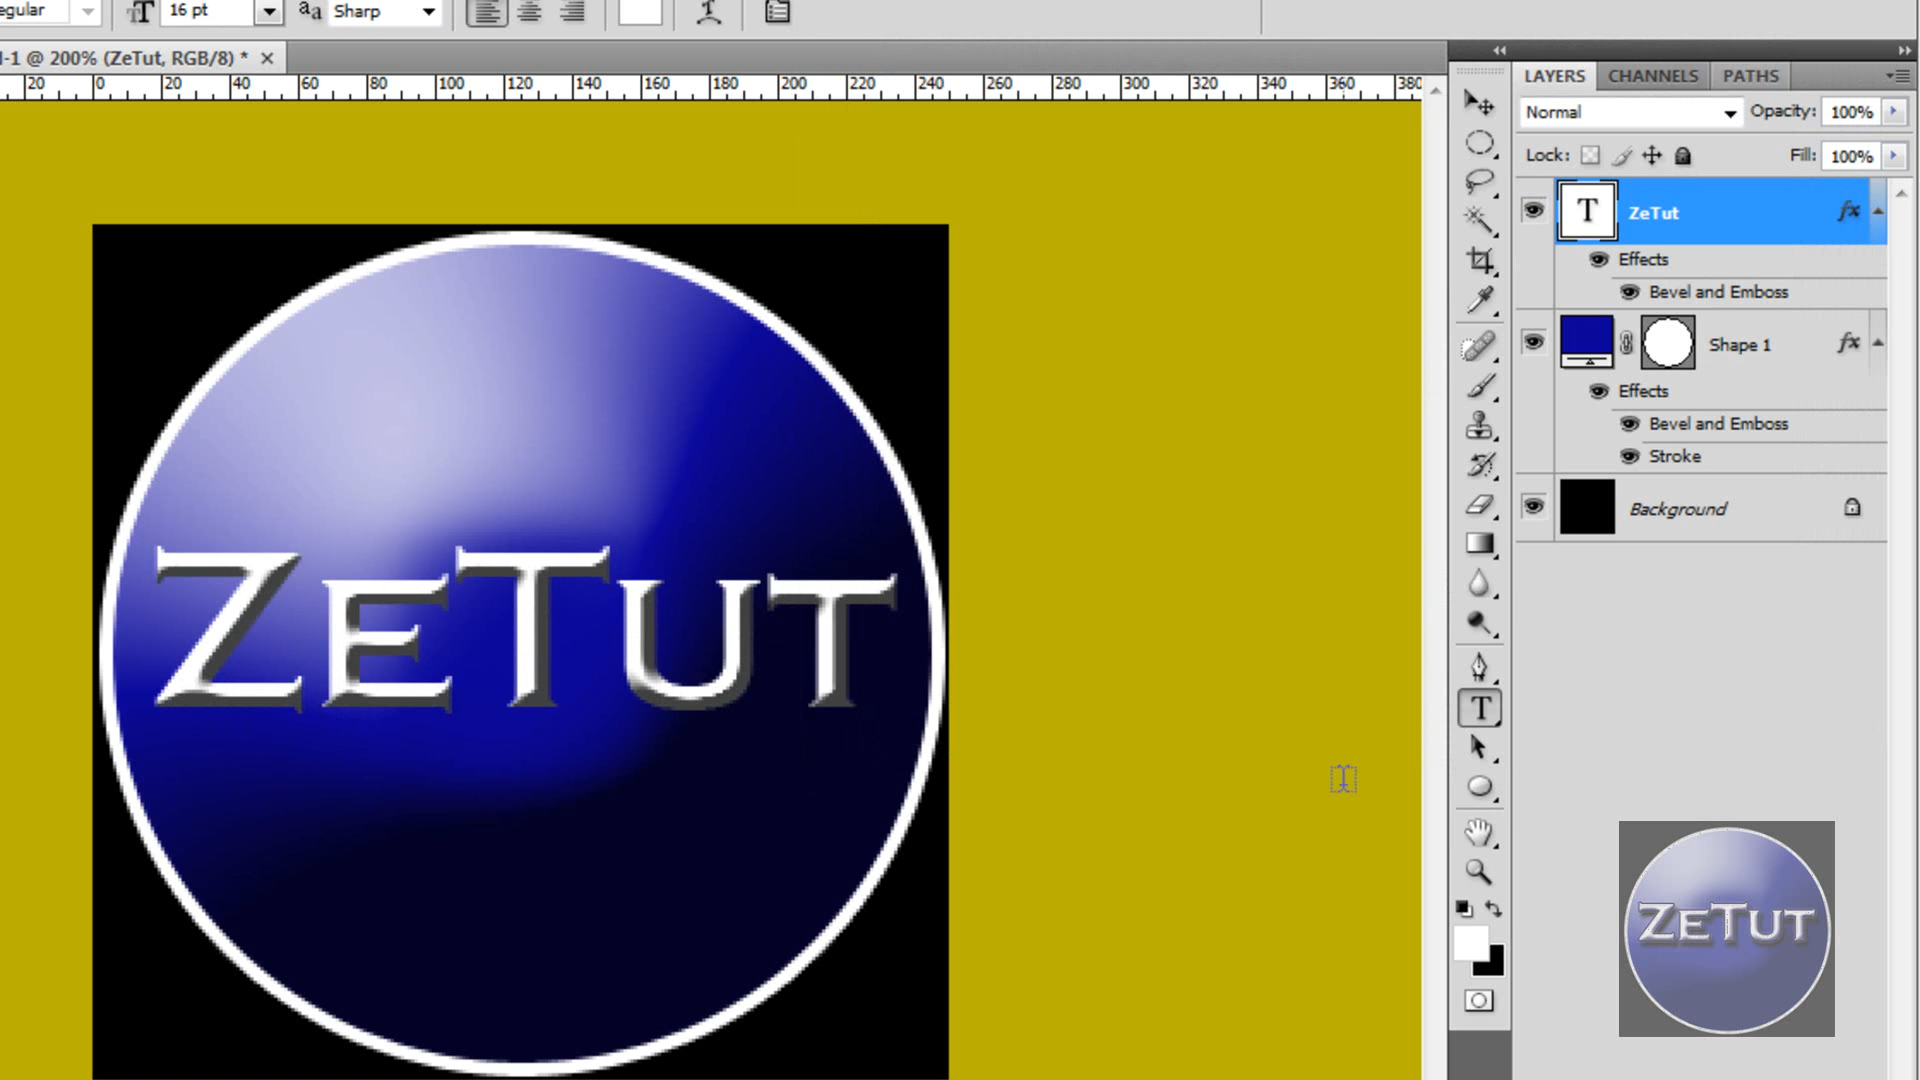 egular 16 pt aa Sharp
-1 @ 200% (ZeTut, RGB/8) * ×
20 0 20 40 60 80 100 120 140 160 180 200 220 240 260 280 300 320 340 360 380
LAYERS CHANNELS PATHS
Normal Opacity: 100%
Lock: Fill: 100%
T ZeTut fx
Effects
Bevel and Emboss
Shape 1 fx
Effects
Bevel and Emboss
Stroke
Background
ZETUT
T
ZETUT